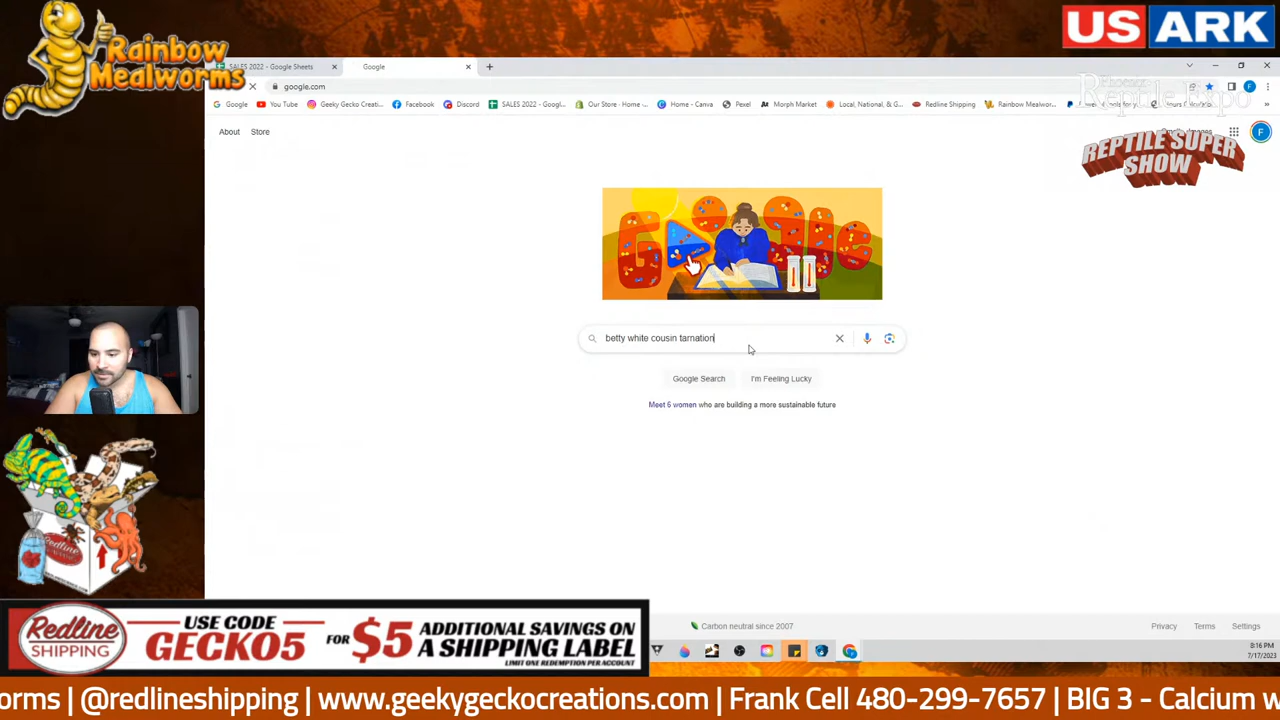 Rainbow
Mealworms
US ARK
SALES 2022 - Google Sheets
Google
google.com
Google
You Tube
Geeky Gecko Creati...
Facebook
Discord
SALES 2022 - Googl...
Our Store - Home -...
Home - Canva
Pexel
Morph Market
Local, National, & G...
Redline Shipping
Rainbow Mealwor...
Reptile Expo
About
Store
REPTILE SUPER
SHOW
Google
betty white cousin tarnation
Google Search
I'm Feeling Lucky
Meet 6 women who are building a more sustainable future
Carbon neutral since 2007
Privacy
Terms
Settings
8:16 PM
7/17/2023
Redline
SHIPPING
USE CODE
GECKO5
FOR $5
ADDITIONAL SAVINGS ON
A SHIPPING LABEL
LIMIT ONE REDEMPTION PER ACCOUNT
orms | @redlineshipping | www.geekygeckocreations.com | Frank Cell 480-299-7657 | BIG 3 - Calcium w